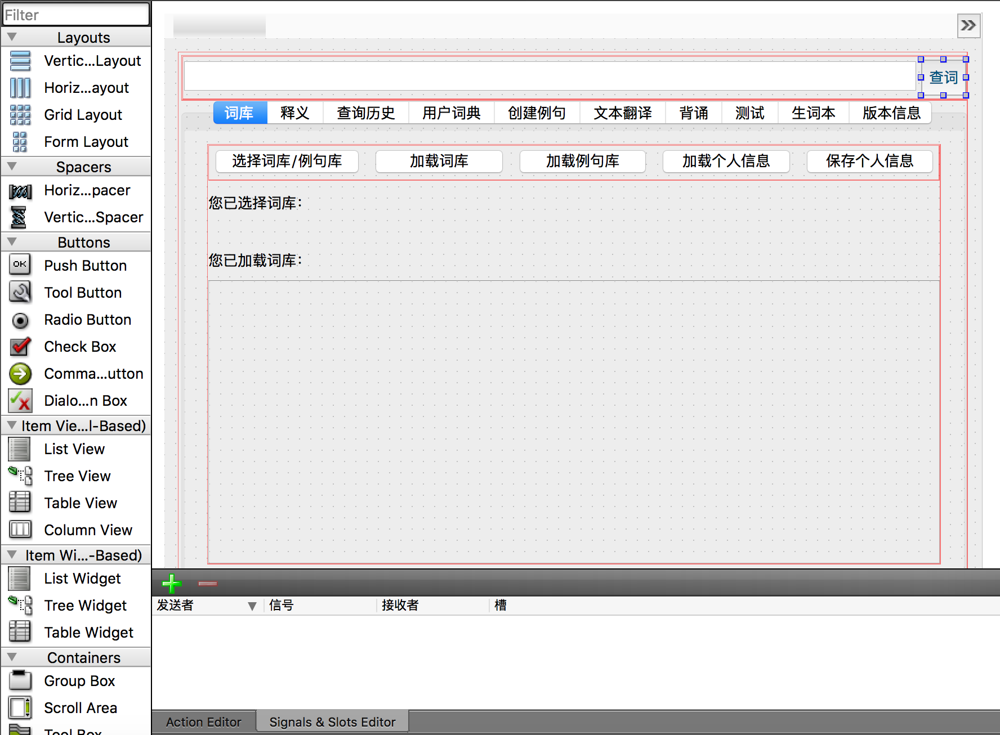 Filter
Layouts
Vertic...Layout
Horiz...ayout
Grid Layout
Form Layout
Spacers
Horiz...pacer
Vertic...Spacer
Buttons
OK
Push Button
Tool Button
Radio Button
Check Box
Comma...utton
Dialo...n Box
Item Vie...l-Based)
List View
Tree View
Table View
Column View
Item Wi...-Based)
List Widget
Tree Widget
Table Widget
Containers
Group Box
Scroll Area
Tool Box
查词
词库 释义 查询历史 用户词典 创建例句 文本翻译 背诵 测试 生词本 版本信息
选择词库/例句库 加载词库 加载例句库 加载个人信息 保存个人信息
您已选择词库：
您已加载词库：
发送者 信号 接收者 槽
Action Editor Signals & Slots Editor